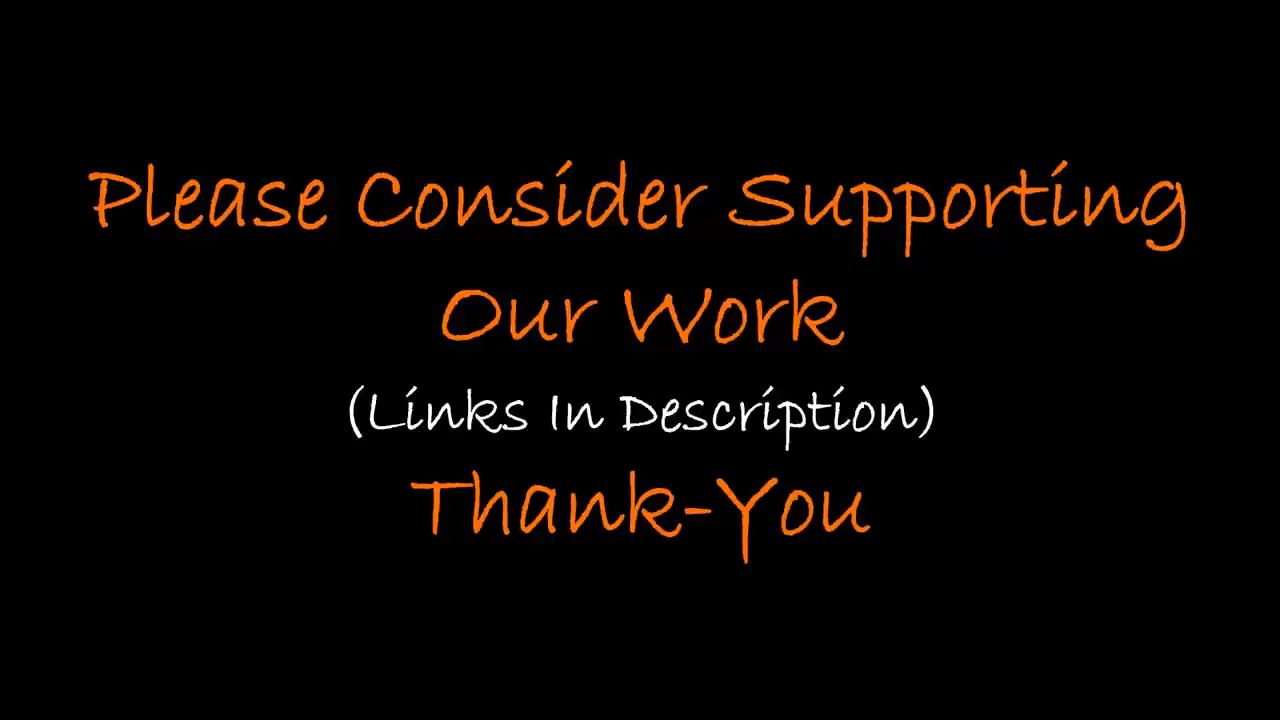 Please Consider Supporting
Our Work
(Links In Description)
Thank-You